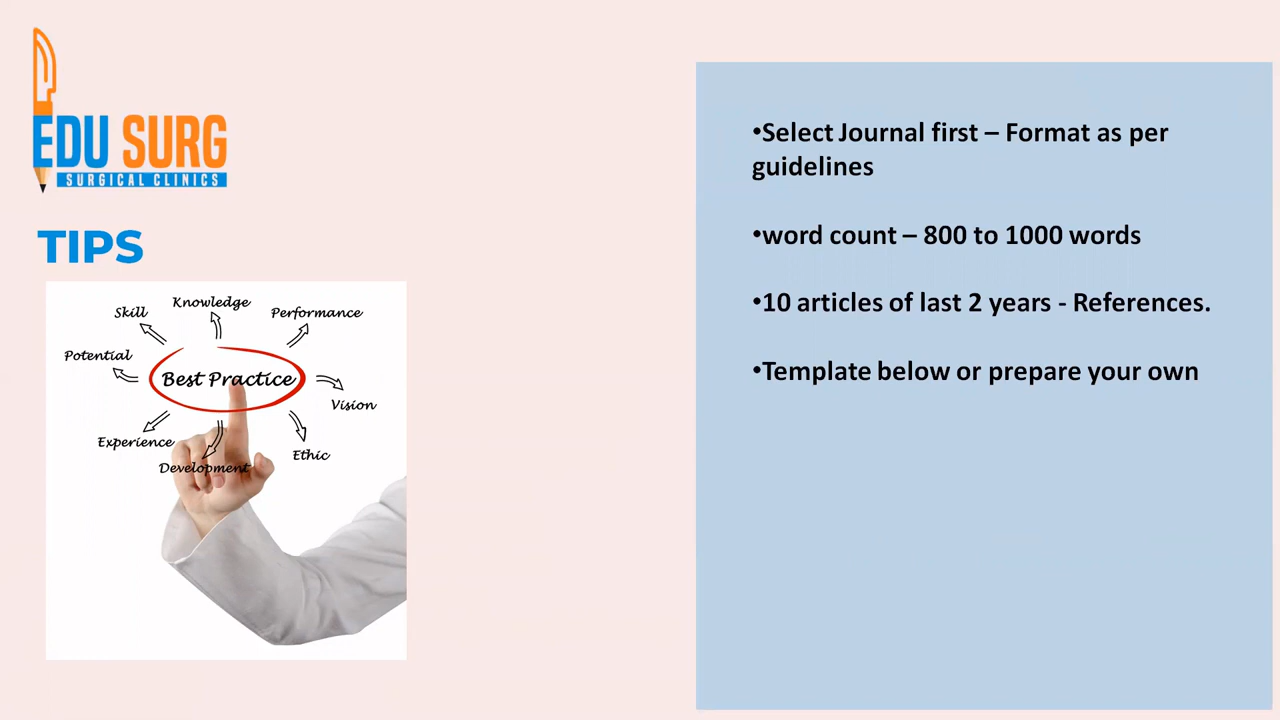 EDU SURG
SURGICAL CLINICS
TIPS
Knowledge
Skill
Performance
Potential
Best Practice
Vision
Experience
Ethic
Development
•Select Journal first – Format as per
guidelines
•word count – 800 to 1000 words
•10 articles of last 2 years - References.
•Template below or prepare your own